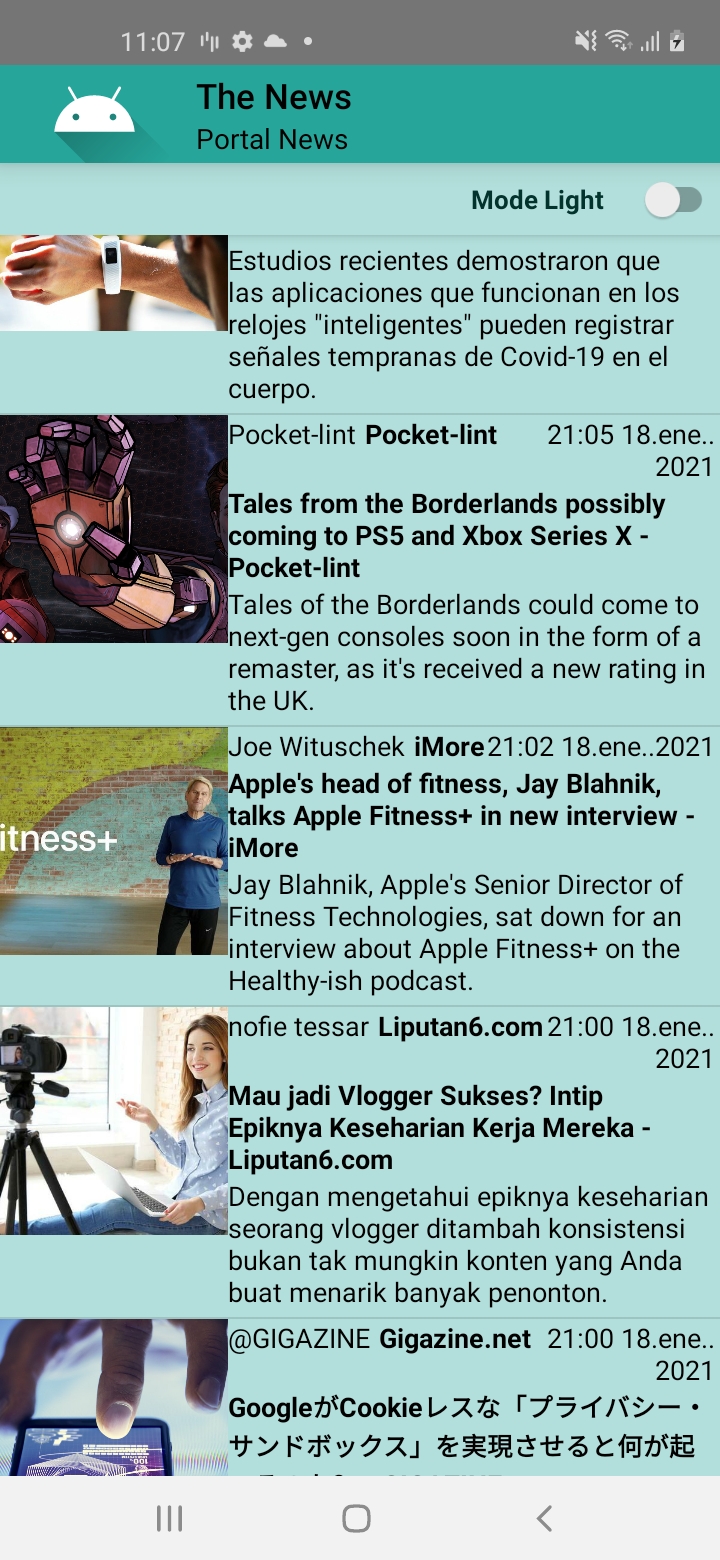 11:07
The News
Portal News
Mode Light
Estudios recientes demostraron que
las aplicaciones que funcionan en los
relojes "inteligentes" pueden registrar
señales tempranas de Covid-19 en el
cuerpo.
Pocket-lint Pocket-lint 21:05 18.ene..
2021
Tales from the Borderlands possibly
coming to PS5 and Xbox Series X -
Pocket-lint
Tales of the Borderlands could come to
next-gen consoles soon in the form of a
remaster, as it's received a new rating in
the UK.
itness+
Joe Wituschek iMore 21:02 18.ene..2021
Apple's head of fitness, Jay Blahnik,
talks Apple Fitness+ in new interview -
iMore
Jay Blahnik, Apple's Senior Director of
Fitness Technologies, sat down for an
interview about Apple Fitness+ on the
Healthy-ish podcast.
nofie tessar Liputan6.com 21:00 18.ene..
2021
Mau jadi Vlogger Sukses? Intip
Epiknya Keseharian Kerja Mereka -
Liputan6.com
Dengan mengetahui epiknya keseharian
seorang vlogger ditambah konsistensi
bukan tak mungkin konten yang Anda
buat menarik banyak penonton.
@GIGAZINE Gigazine.net 21:00 18.ene..
2021
GoogleがCookieレスな「プライバシー・
サンドボックス」を実現させると何が起